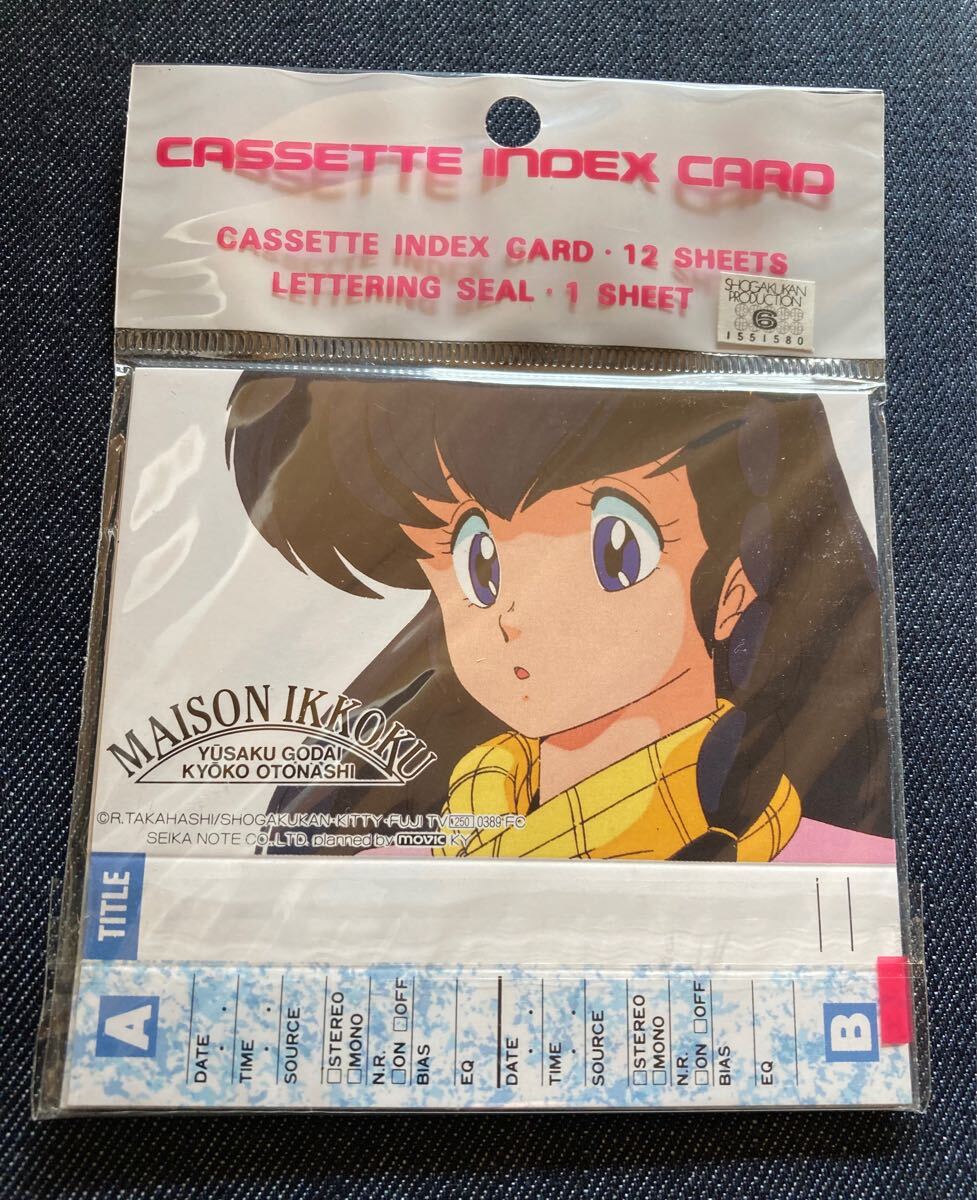 CASSETTE INDEX CARD
CASSETTE INDEX CARD · 12 SHEETS
LETTERING SEAL · 1 SHEET
SHOGAKUKAN
PRODUCTION
6
1551580
MAISON IKKOKU
YŪSAKU GODAI
KYŌKO OTONASHI
©R.TAKAHASHI/SHOGAKUKAN·KITTY·FUJI TV 1250 0389 FC
SEIKA NOTE CO.,LTD. planned by movic KY
TITLE
A
DATE
TIME
SOURCE
□STEREO
□MONO
N.R.
□ON □OFF
BIAS
EQ
DATE
TIME
SOURCE
□STEREO
□MONO
N.R.
□ON □OFF
BIAS
EQ
B